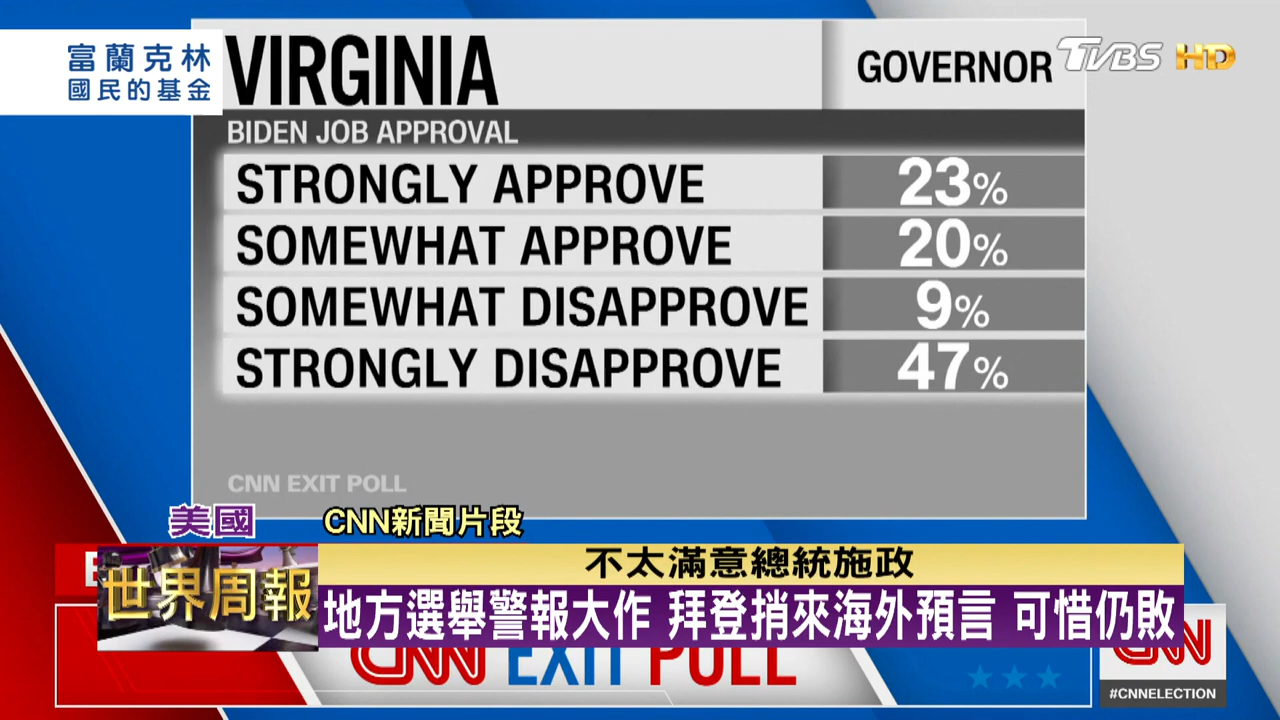 富蘭克林
國民的基金
VIRGINIA
GOVERNOR
TVBS HD
BIDEN JOB APPROVAL
STRONGLY APPROVE 23%
SOMEWHAT APPROVE 20%
SOMEWHAT DISAPPROVE 9%
STRONGLY DISAPPROVE 47%
CNN EXIT POLL
美國
CNN新聞片段
不太滿意總統施政
世界周報
地方選舉警報大作 拜登捎來海外預言 可惜仍敗
CNN EXIT POLL
CNN
#CNNELECTION